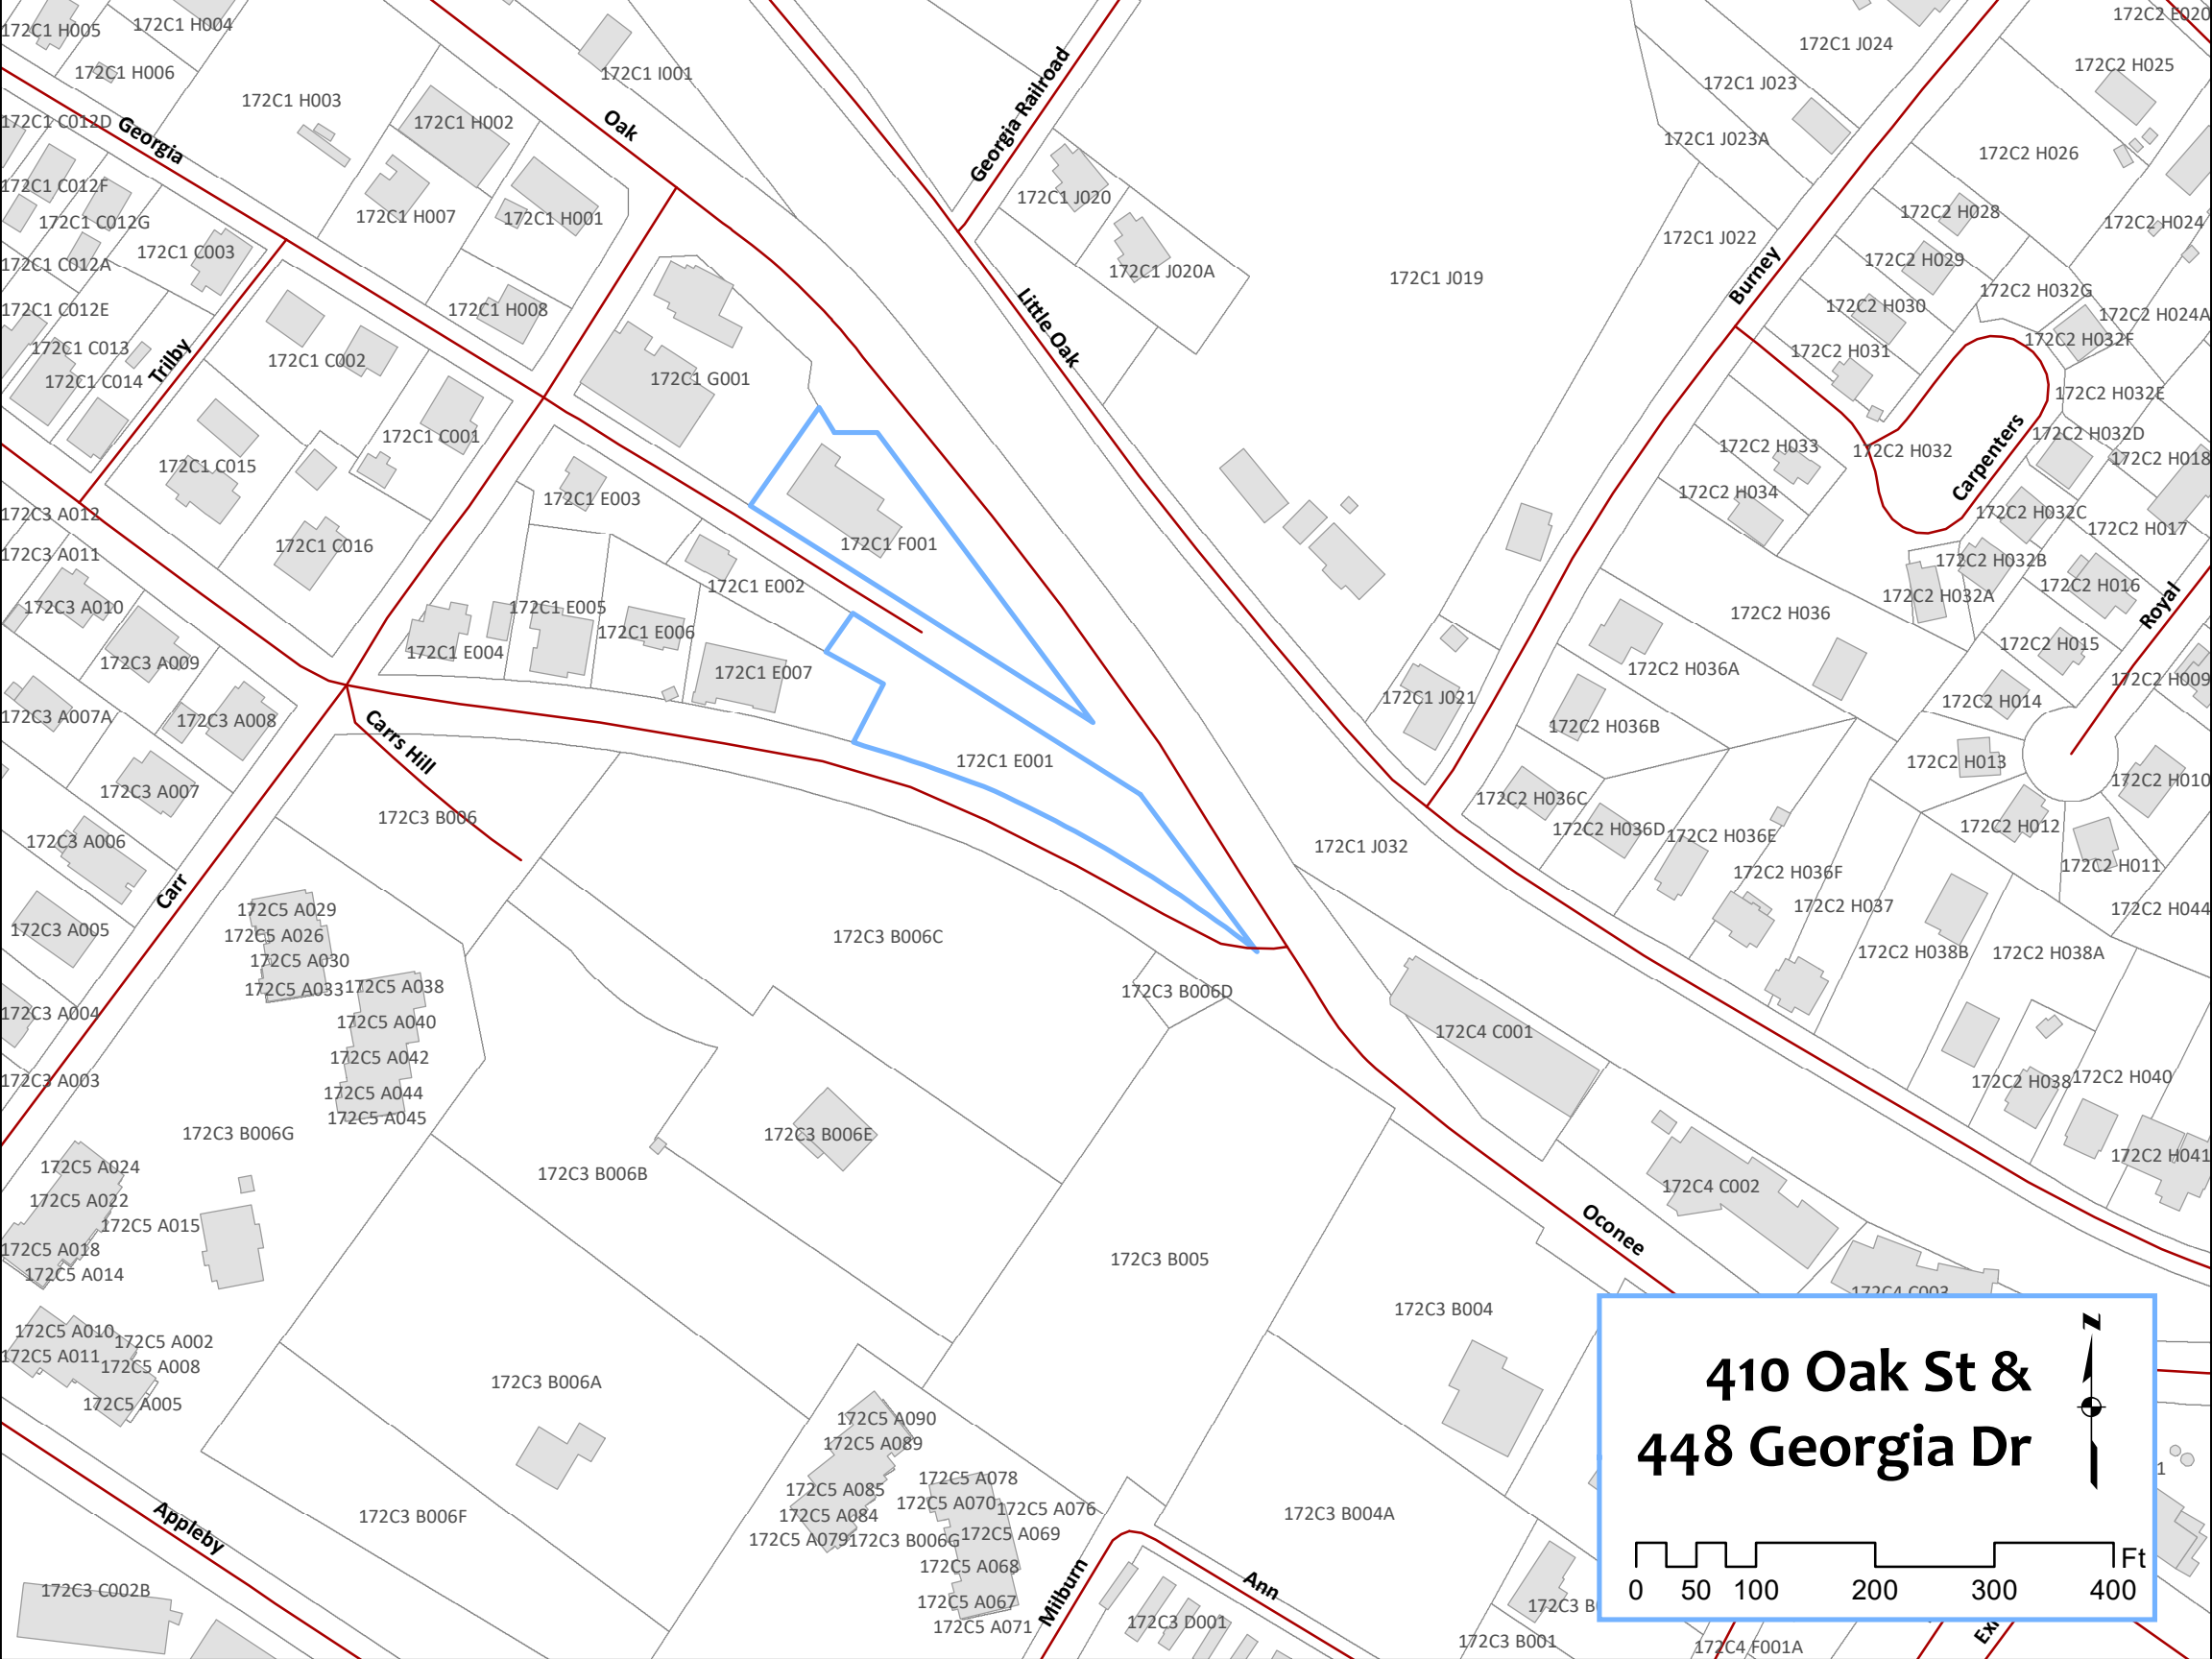 172C1 H005
172C1 H004
172C1 H006
172C1 H003
172C1 I001
172C1 H002
Oak
Georgia Railroad
172C1 J024
172C2 E020
172C1 J023
172C2 H025
172C1 C012D
Georgia
172C1 J023A
172C2 H026
172C1 C012F
172C1 H007
172C1 H001
172C1 J020
172C2 H028
172C1 C012G
172C1 C003
172C1 J022
172C2 H024
172C1 C012A
172C1 J020A
172C1 J019
Burney
172C2 H029
172C2 H032G
172C1 C012E
172C1 H008
Little Oak
172C2 H030
172C2 H024A
172C1 C013
Trilby
172C1 C002
172C2 H031
172C2 H032F
172C1 C014
172C1 G001
172C2 H032E
172C1 C001
172C2 H033
172C2 H032
Carpenters
172C2 H032D
172C1 C015
172C2 H018
172C1 E003
172C2 H034
172C3 A012
172C2 H032C
172C2 H017
172C1 C016
172C1 F001
172C3 A011
172C2 H032B
172C1 E002
172C2 H016
172C3 A010
172C1 E005
172C2 H036
172C2 H032A
Royal
172C1 E006
172C1 E004
172C2 H015
172C3 A009
172C1 E007
172C2 H036A
172C2 H009
172C3 A007A
172C3 A008
Carrs Hill
172C1 J021
172C2 H036B
172C2 H014
172C1 E001
172C2 H013
172C3 A007
172C2 H036C
172C2 H010
172C3 B006
172C2 H036D
172C2 H036E
172C2 H012
172C3 A006
172C1 J032
172C2 H036F
172C2 H011
Carr
172C5 A029
172C2 H037
172C2 H044
172C3 A005
172C5 A026
172C3 B006C
172C2 H038B
172C2 H038A
172C5 A030
172C5 A033
172C5 A038
172C3 B006D
172C3 A004
172C5 A040
172C4 C001
172C5 A042
172C3 A003
172C5 A044
172C2 H038
172C2 H040
172C5 A045
172C3 B006G
172C3 B006E
172C5 A024
172C3 B006B
172C2 H041
172C5 A022
172C4 C002
172C5 A015
Oconee
172C5 A018
172C3 B005
172C5 A014
172C4 C003
172C3 B004
172C5 A010
172C5 A002
172C5 A011
172C5 A008
172C3 B006A
172C5 A005
172C5 A090
172C5 A089
172C5 A078
172C5 A085
172C5 A070
172C5 A076
172C3 B006F
172C5 A084
172C3 B004A
172C5 A079
172C3 B006G
172C5 A069
Appleby
172C5 A068
172C3 C002B
Milburn
Ann
172C5 A067
172C3 D001
172C5 A071
172C3 B001
172C4 F001A
410 Oak St &
448 Georgia Dr
N
Ft
0 50 100 200 300 400